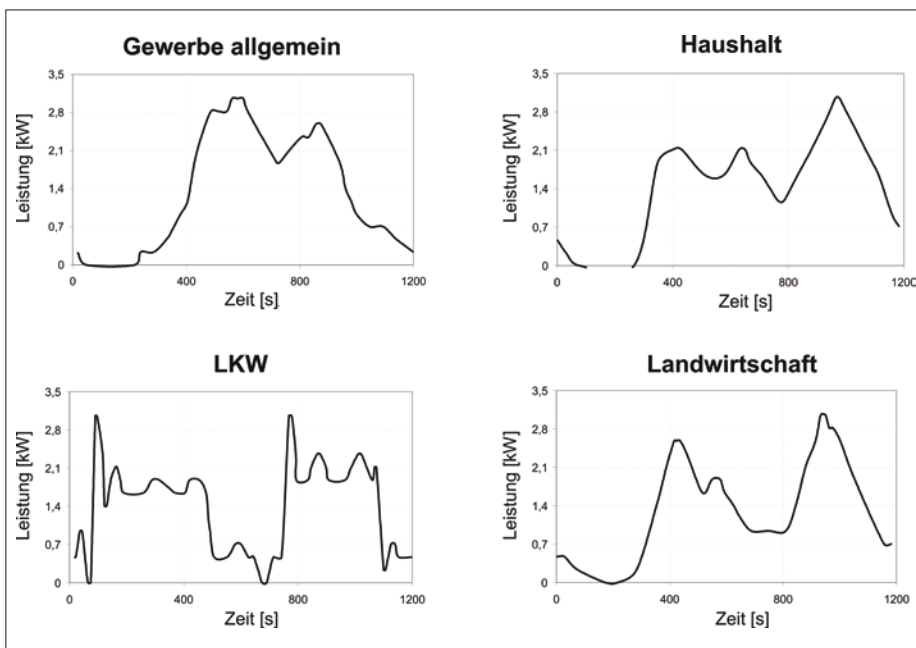 Gewerbe allgemein
Leistung [kW]
3,5
2,8
2,1
1,4
0,7
0
0 400 800 1200
Zeit [s]
Haushalt
Leistung [kW]
3,5
2,8
2,1
1,4
0,7
0
0 400 800 1200
Zeit [s]
LKW
Leistung [kW]
3,5
2,8
2,1
1,4
0,7
0
0 400 800 1200
Zeit [s]
Landwirtschaft
Leistung [kW]
3,5
2,8
2,1
1,4
0,7
0
0 400 800 1200
Zeit [s]